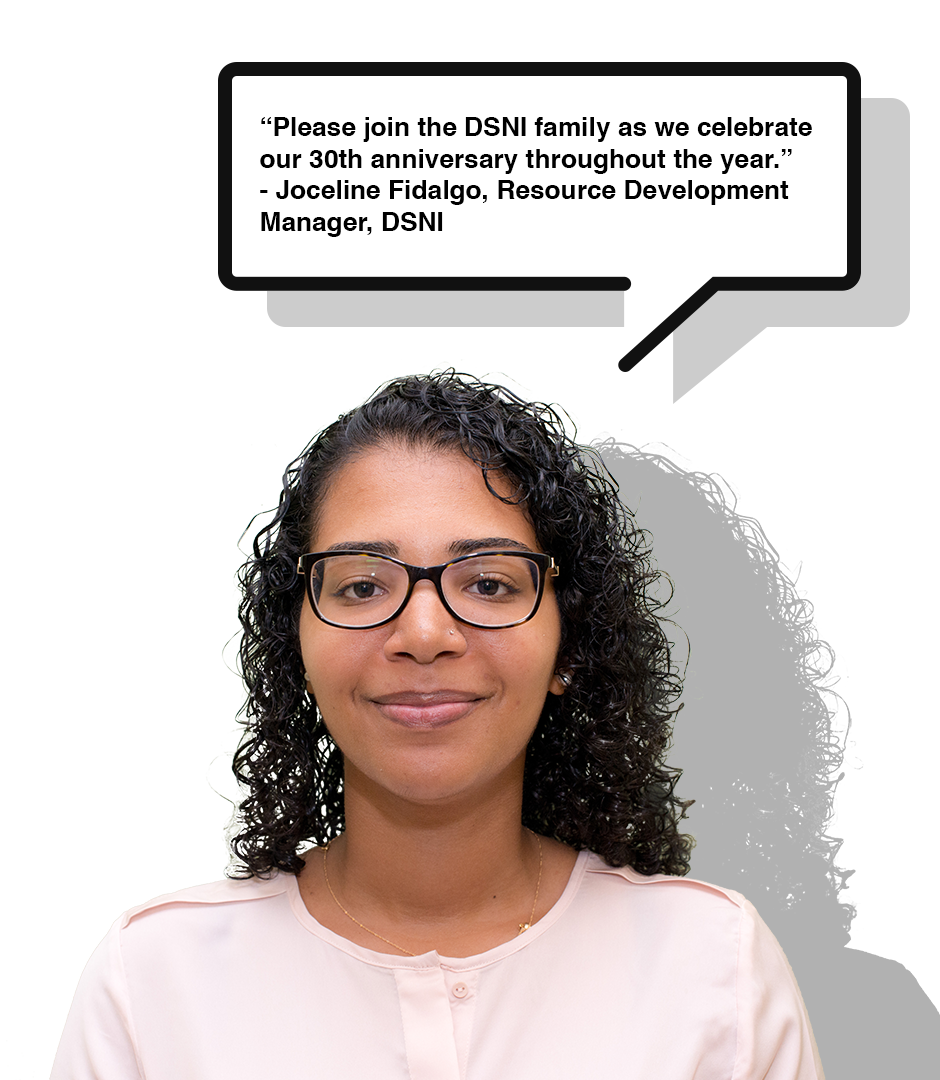 “Please join the DSNI family as we celebrate
our 30th anniversary throughout the year.”
- Joceline Fidalgo, Resource Development
Manager, DSNI